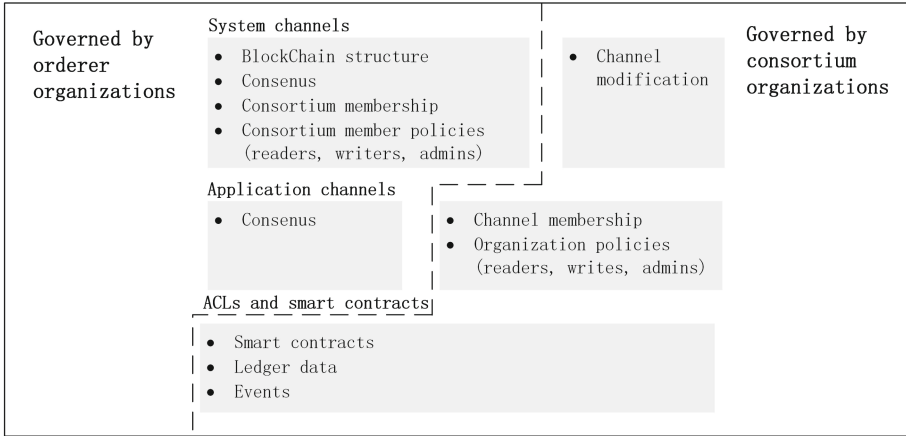 Governed by
orderer
organizations
System channels
• BlockChain structure
• Consenus
• Consortium membership
• Consortium member policies
(readers, writers, admins)
• Channel
modification
Governed by
consortium
organizations
Application channels
• Consenus
• Channel membership
• Organization policies
(readers, writes, admins)
ACLs and smart contracts
• Smart contracts
• Ledger data
• Events